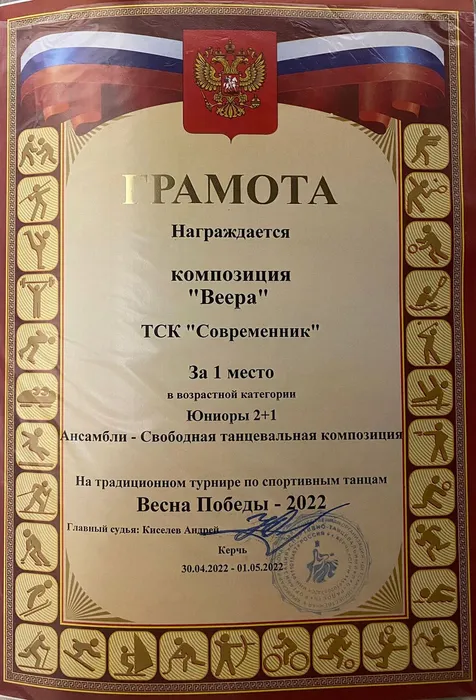 ГРАМОТА
Награждается
композиция
"Веера"
ТСК "Современник"
За 1 место
в возрастной категории
Юниоры 2+1
Ансамбли - Свободная танцевальная композиция
На традиционном турнире по спортивным танцам
Весна Победы - 2022
Главный судья: Киселев Андрей
Керчь
30.04.2022 - 01.05.2022